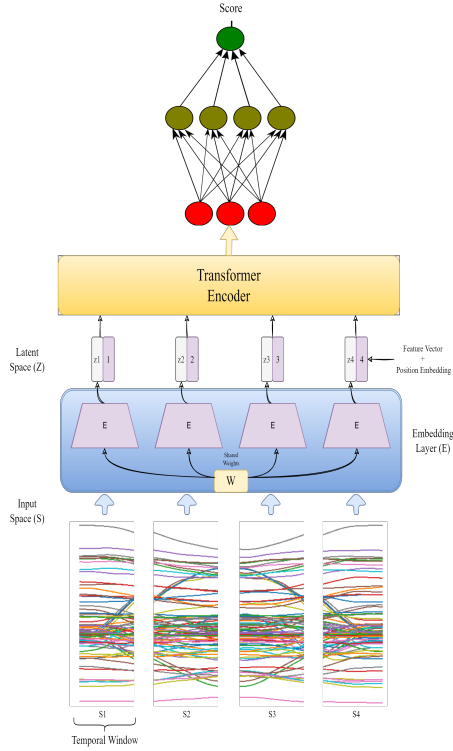 Score
Transformer
Encoder
Latent
Space (Z)
z1 1
z2 2
z3 3
z4 4
Feature Vector
+
Position Embedding
E
E
E
E
Embedding
Layer (E)
Shared
Weights
W
Input
Space (S)
S1
S2
S3
S4
Temporal Window